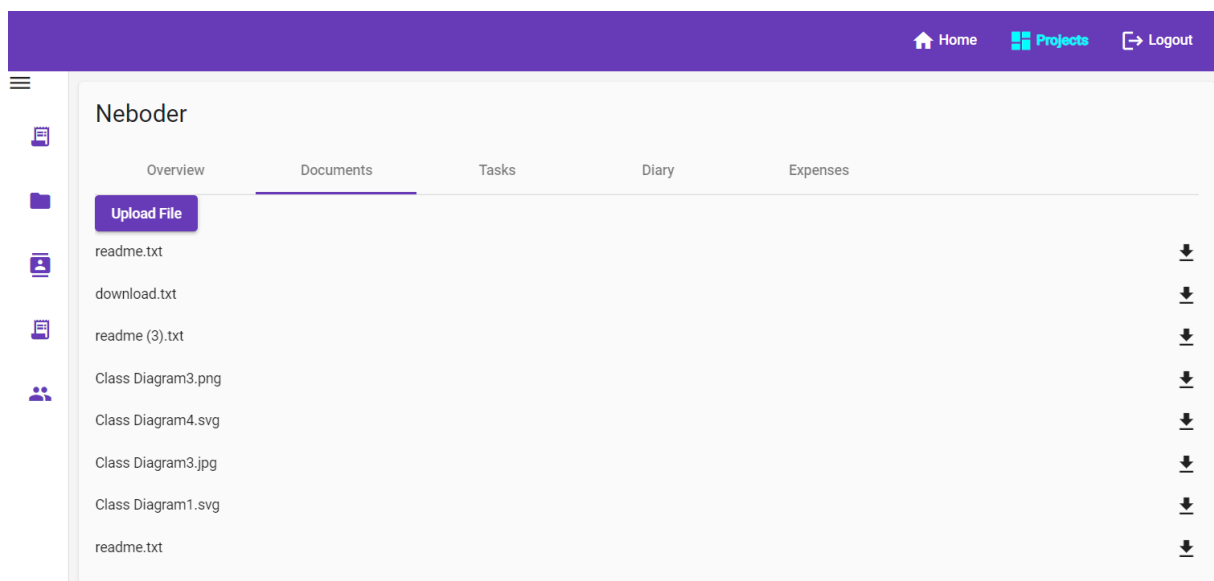 Home Projects Logout
Neboder
Overview Documents Tasks Diary Expenses
Upload File
readme.txt
download.txt
readme (3).txt
Class Diagram3.png
Class Diagram4.svg
Class Diagram3.jpg
Class Diagram1.svg
readme.txt